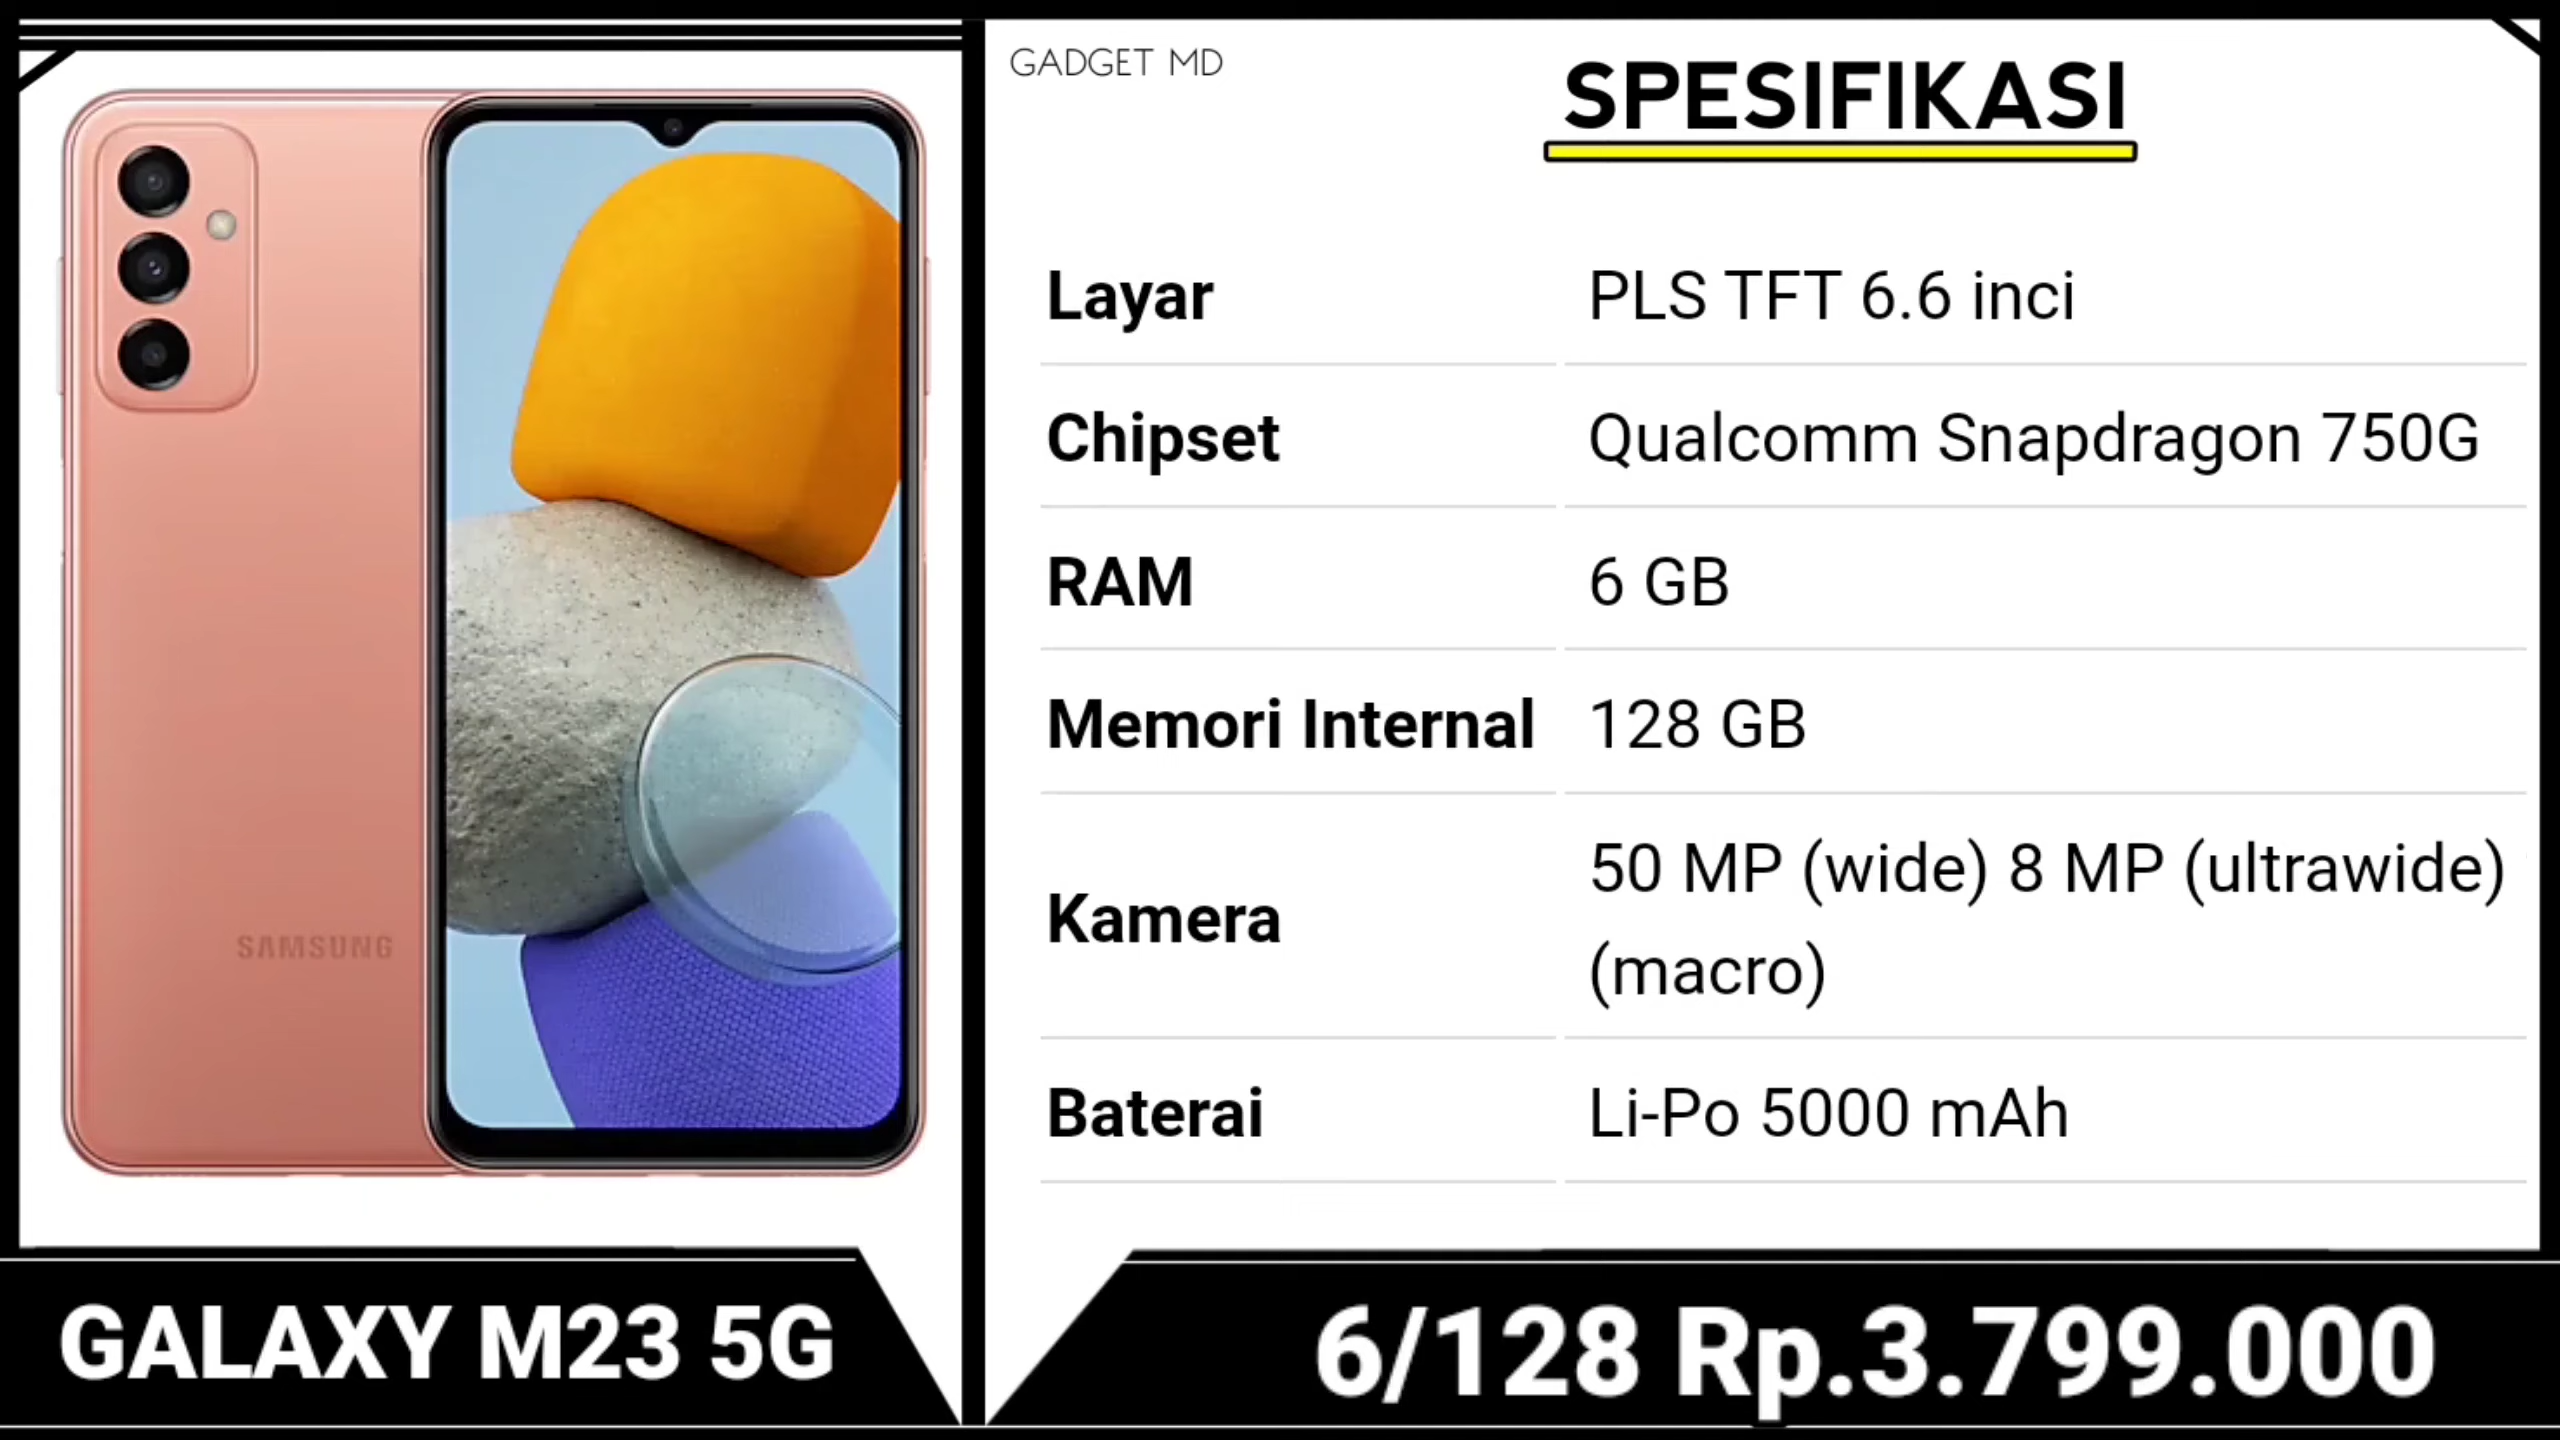 GADGET MD
SPESIFIKASI
Layar PLS TFT 6.6 inci
Chipset Qualcomm Snapdragon 750G
RAM 6 GB
Memori Internal 128 GB
Kamera 50 MP (wide) 8 MP (ultrawide)
(macro)
Baterai Li-Po 5000 mAh
SAMSUNG
GALAXY M23 5G
6/128 Rp.3.799.000